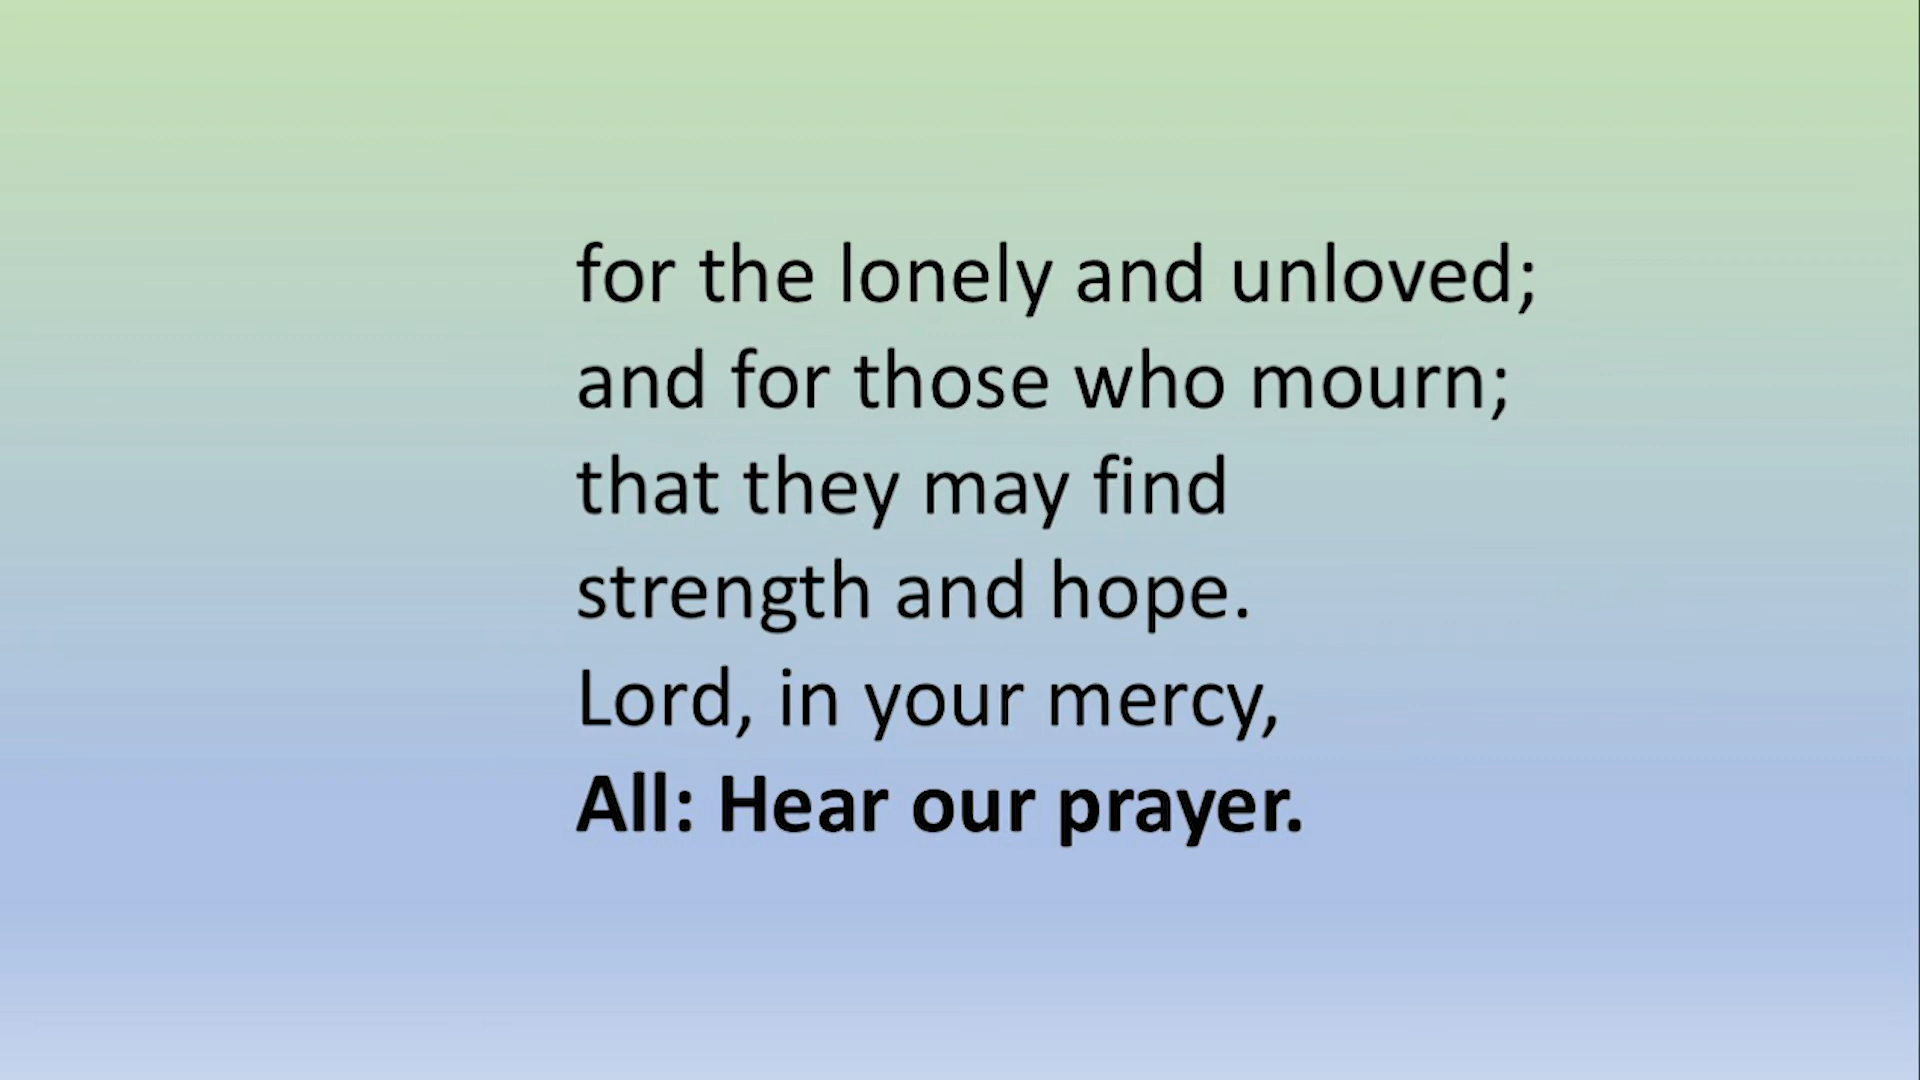 for the lonely and unloved;
and for those who mourn;
that they may find
strength and hope.
Lord, in your mercy,
All: Hear our prayer.